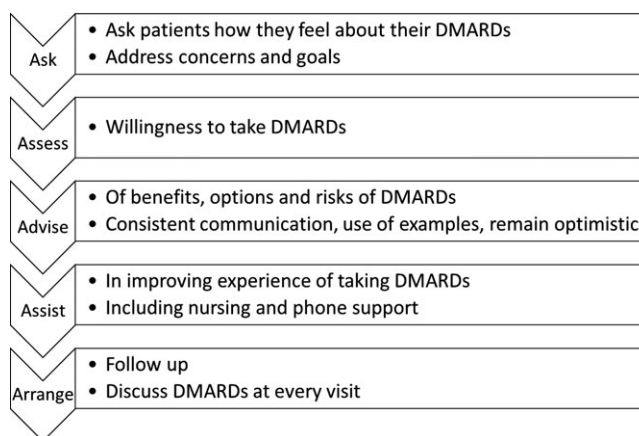 Ask
• Ask patients how they feel about their DMARDs
• Address concerns and goals
Assess
• Willingness to take DMARDs
Advise
• Of benefits, options and risks of DMARDs
• Consistent communication, use of examples, remain optimistic
Assist
• In improving experience of taking DMARDs
• Including nursing and phone support
Arrange
• Follow up
• Discuss DMARDs at every visit